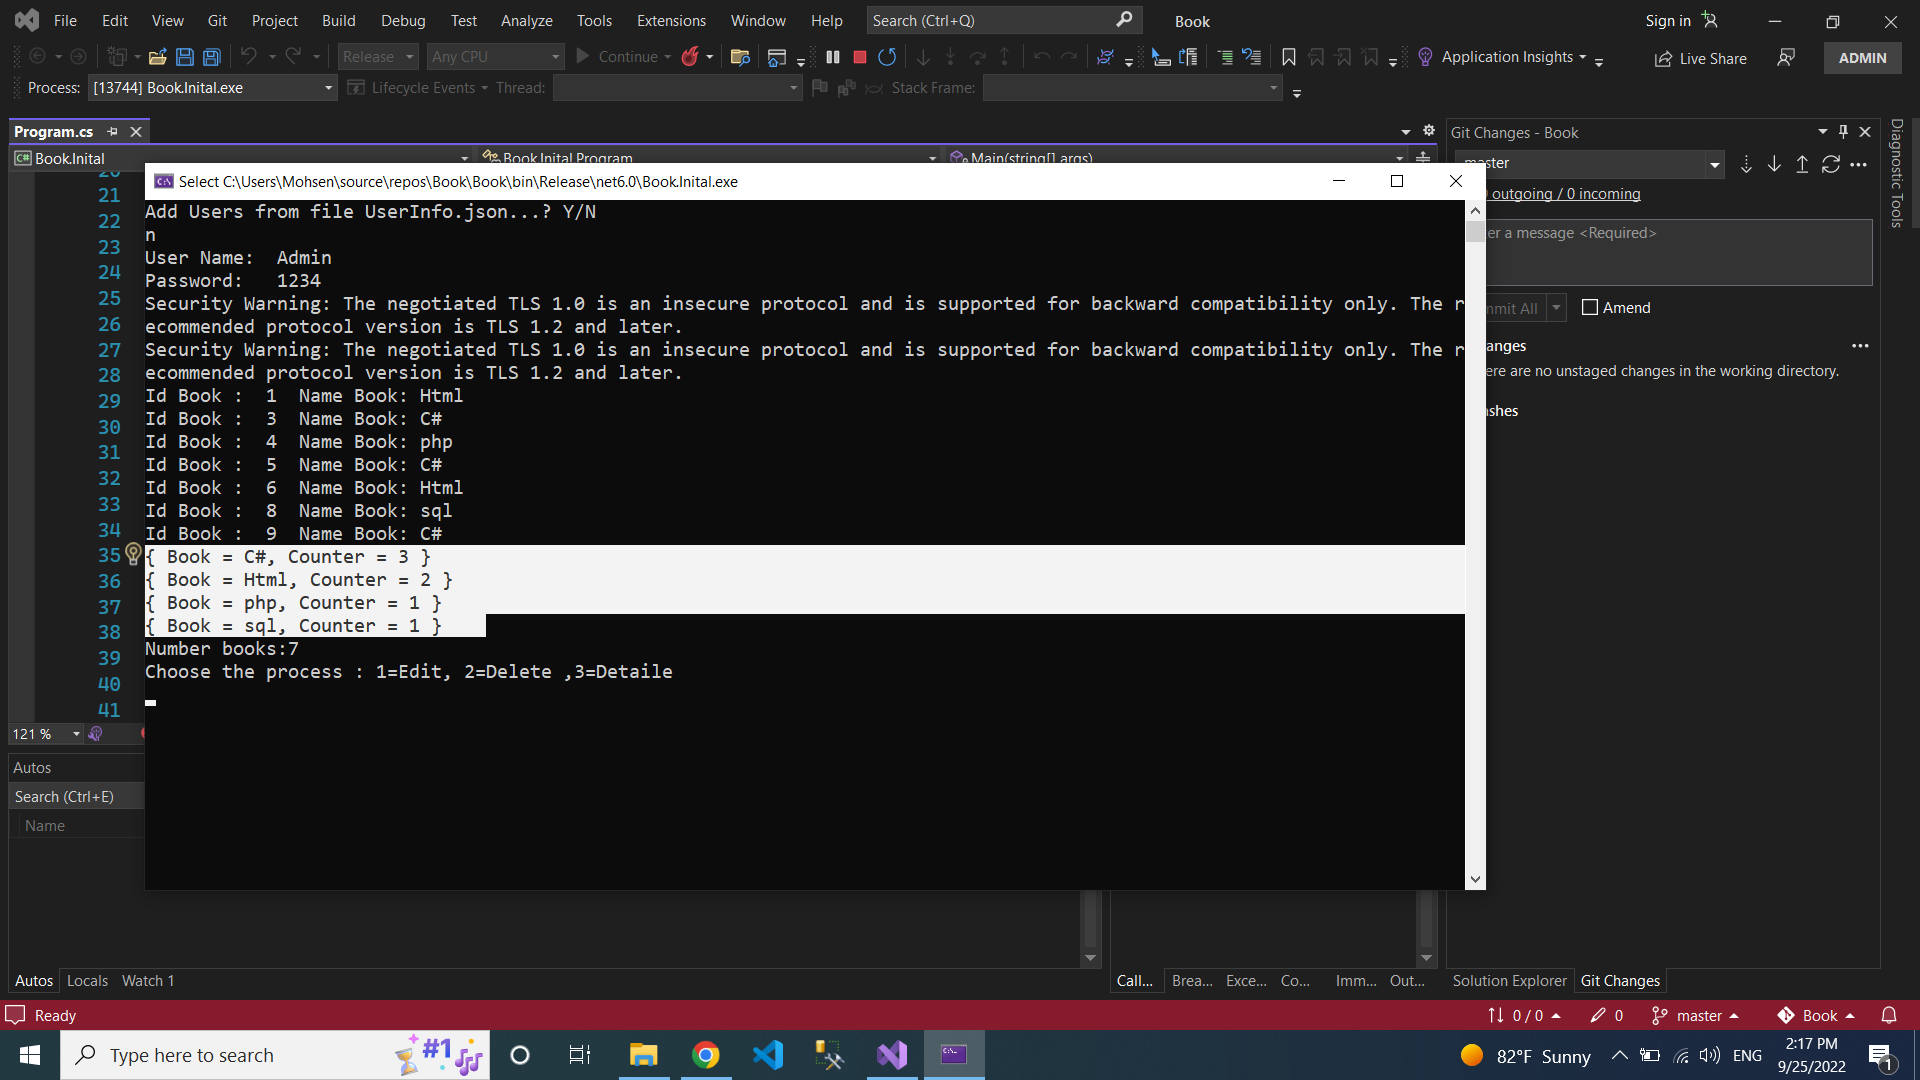 File Edit View Git Project Build Debug Test Analyze Tools Extensions Window Help Search (Ctrl+Q) Book Sign in
Release Any CPU Continue Application Insights Live Share ADMIN
Process: [13744] Book.Inital.exe Lifecycle Events Thread: Stack Frame:
Program.cs
Book.Inital Book.Inital.Program Main(string[] args)
Git Changes - Book
master
outgoing / 0 incoming
er a message <Required>
mmit All Amend
anges
ere are no unstaged changes in the working directory.
ashes
Diagnostic Tools
20
21
22
23
24
25
26
27
28
29
30
31
32
33
34
35
36
37
38
39
40
41
Select C:\Users\Mohsen\source\repos\Book\Book\bin\Release\net6.0\Book.Inital.exe
Add Users from file UserInfo.json...? Y/N
n
User Name:  Admin
Password:   1234
Security Warning: The negotiated TLS 1.0 is an insecure protocol and is supported for backward compatibility only. The r
ecommended protocol version is TLS 1.2 and later.
Security Warning: The negotiated TLS 1.0 is an insecure protocol and is supported for backward compatibility only. The r
ecommended protocol version is TLS 1.2 and later.
Id Book :  1  Name Book: Html
Id Book :  3  Name Book: C#
Id Book :  4  Name Book: php
Id Book :  5  Name Book: C#
Id Book :  6  Name Book: Html
Id Book :  8  Name Book: sql
Id Book :  9  Name Book: C#
{ Book = C#, Counter = 3 }
{ Book = Html, Counter = 2 }
{ Book = php, Counter = 1 }
{ Book = sql, Counter = 1 }
Number books:7
Choose the process : 1=Edit, 2=Delete ,3=Detaile
121 %
Autos
Search (Ctrl+E)
Name
Autos Locals Watch 1
Call... Brea... Exce... Co... Imm... Out...
Solution Explorer Git Changes
Ready 0 / 0 0 master Book
Type here to search #1 82°F Sunny ENG 2:17 PM
9/25/2022 1